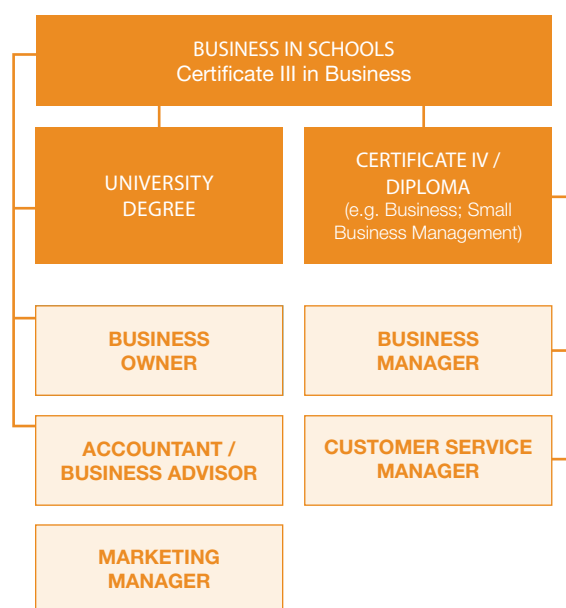 BUSINESS IN SCHOOLS
Certificate III in Business
UNIVERSITY
DEGREE
CERTIFICATE IV /
DIPLOMA
(e.g. Business; Small
Business Management)
BUSINESS
OWNER
BUSINESS
MANAGER
ACCOUNTANT /
BUSINESS ADVISOR
CUSTOMER SERVICE
MANAGER
MARKETING
MANAGER